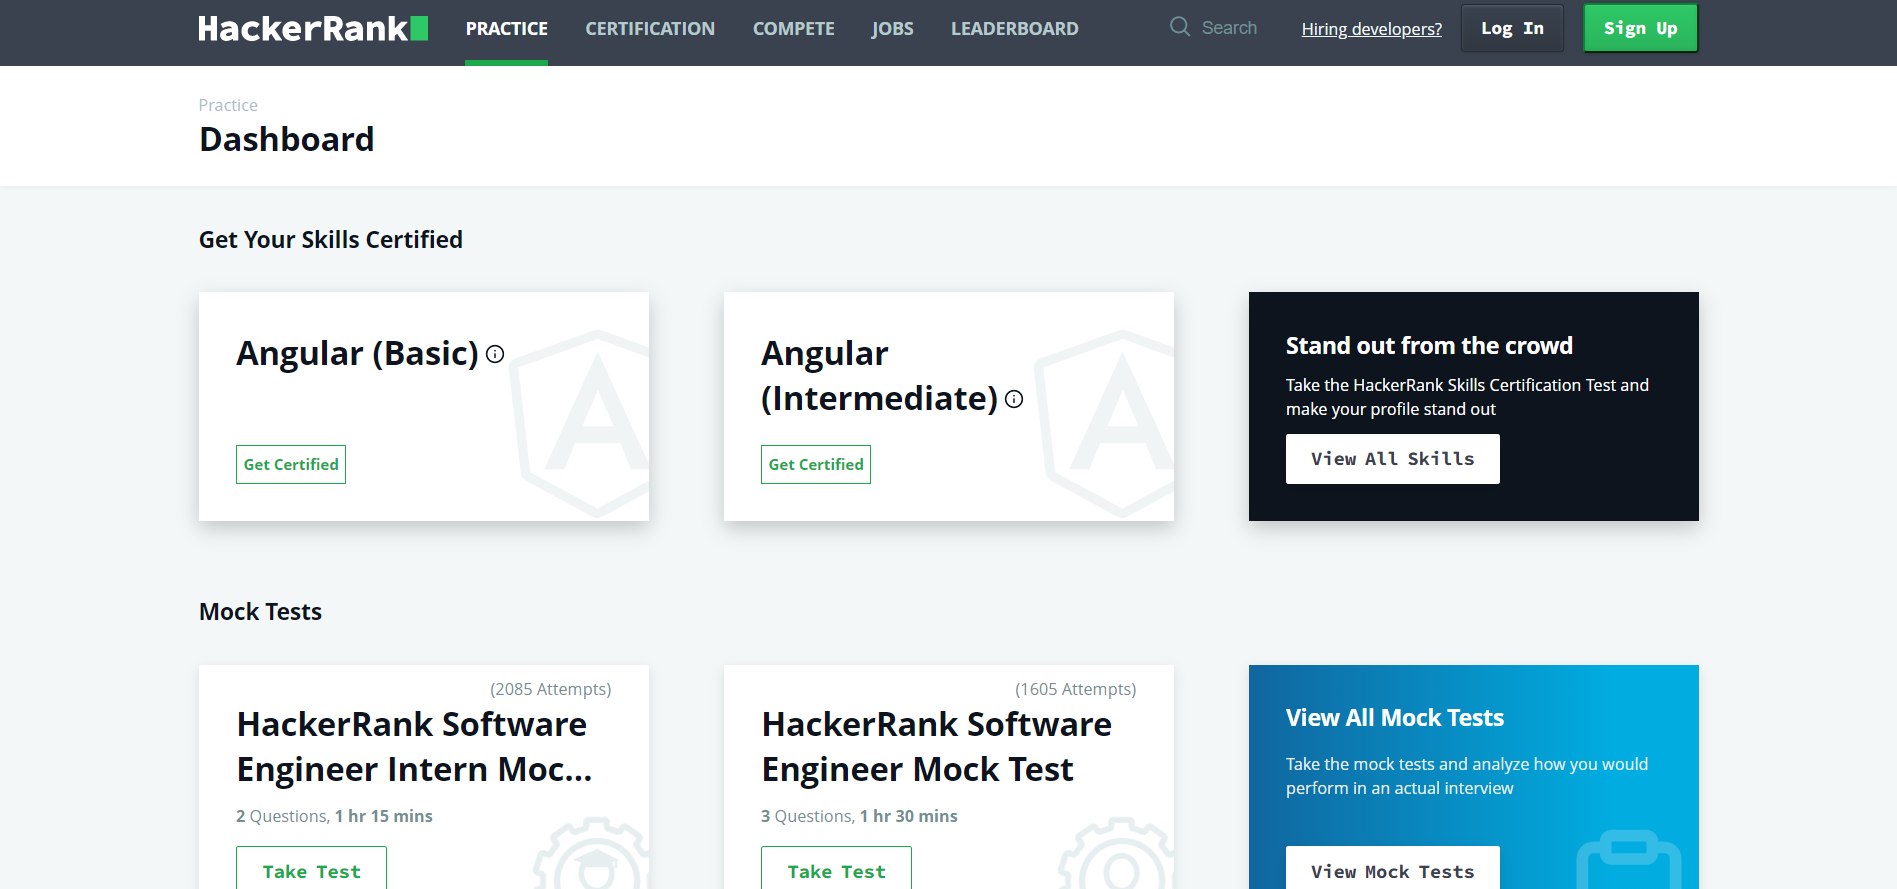 HackerRank
PRACTICE CERTIFICATION COMPETE JOBS LEADERBOARD
Search
Hiring developers?
Log In
Sign Up
Practice
Dashboard
Get Your Skills Certified
Angular (Basic)
Get Certified
Angular
(Intermediate)
Get Certified
Stand out from the crowd
Take the HackerRank Skills Certification Test and
make your profile stand out
View All Skills
Mock Tests
(2085 Attempts)
HackerRank Software
Engineer Intern Moc...
2 Questions, 1 hr 15 mins
Take Test
(1605 Attempts)
HackerRank Software
Engineer Mock Test
3 Questions, 1 hr 30 mins
Take Test
View All Mock Tests
Take the mock tests and analyze how you would
perform in an actual interview
View Mock Tests